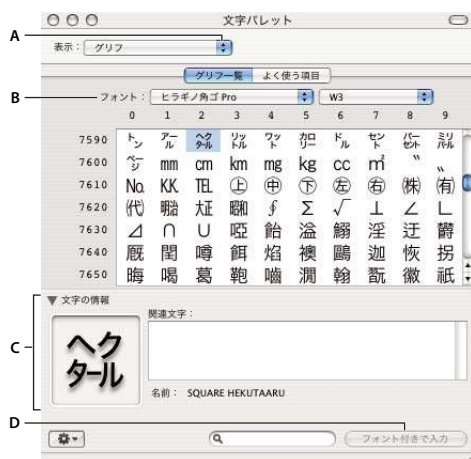 文字パレット
A
表示： グリフ
グリフ一覧 よく使う項目
B
フォント： ヒラギノ角ゴ Pro W3
0 1 2 3 4 5 6 7 8 9
7590 トン アール ヘクタール リットル ワット カロリー ドル セント パーセント ミリバール
7600 ページ mm cm km mg kg cc m² 〝 〟
7610 No. KK TEL ㊤ ㊥ ㊦ ㊧ ㊨ ㈱ ㈲
7620 ㈹ 明治 大正 昭和 ∮ Σ √ ⊥ ∠ ∟
7630 ⊿ ∩ ∪ 啞 飴 溢 鰯 淫 迂 欝
7640 厩 閏 噂 餌 焰 襖 鷗 迦 恢 拐
7650 晦 喝 葛 鞄 嚙 澗 翰 翫 徽 祇
▼ 文字の情報
関連文字：
C
ヘクタール
名前： SQUARE HEKUTAARU
D
フォント付きで入力